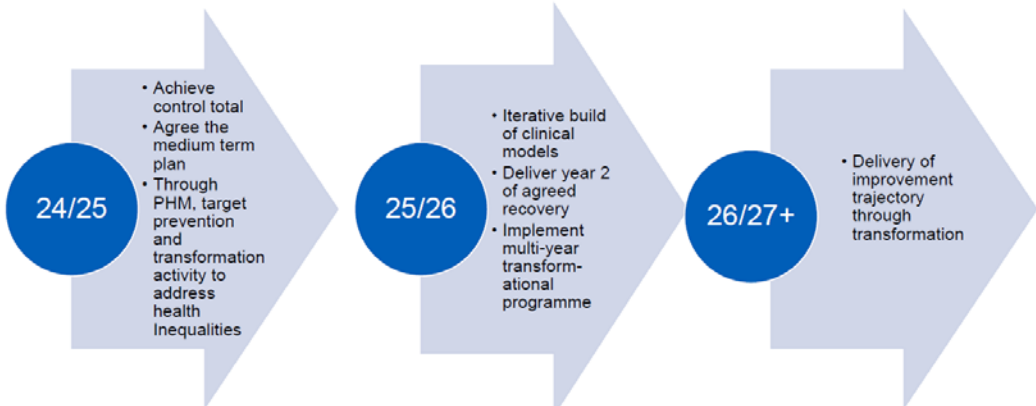 24/25
• Achieve
control total
• Agree the
medium term
plan
• Through
PHM, target
prevention
and
transformation
activity to
address
health
Inequalities
25/26
• Iterative build
of clinical
models
• Deliver year 2
of agreed
recovery
• Implement
multi-year
transform-
ational
programme
26/27+
• Delivery of
improvement
trajectory
through
transformation